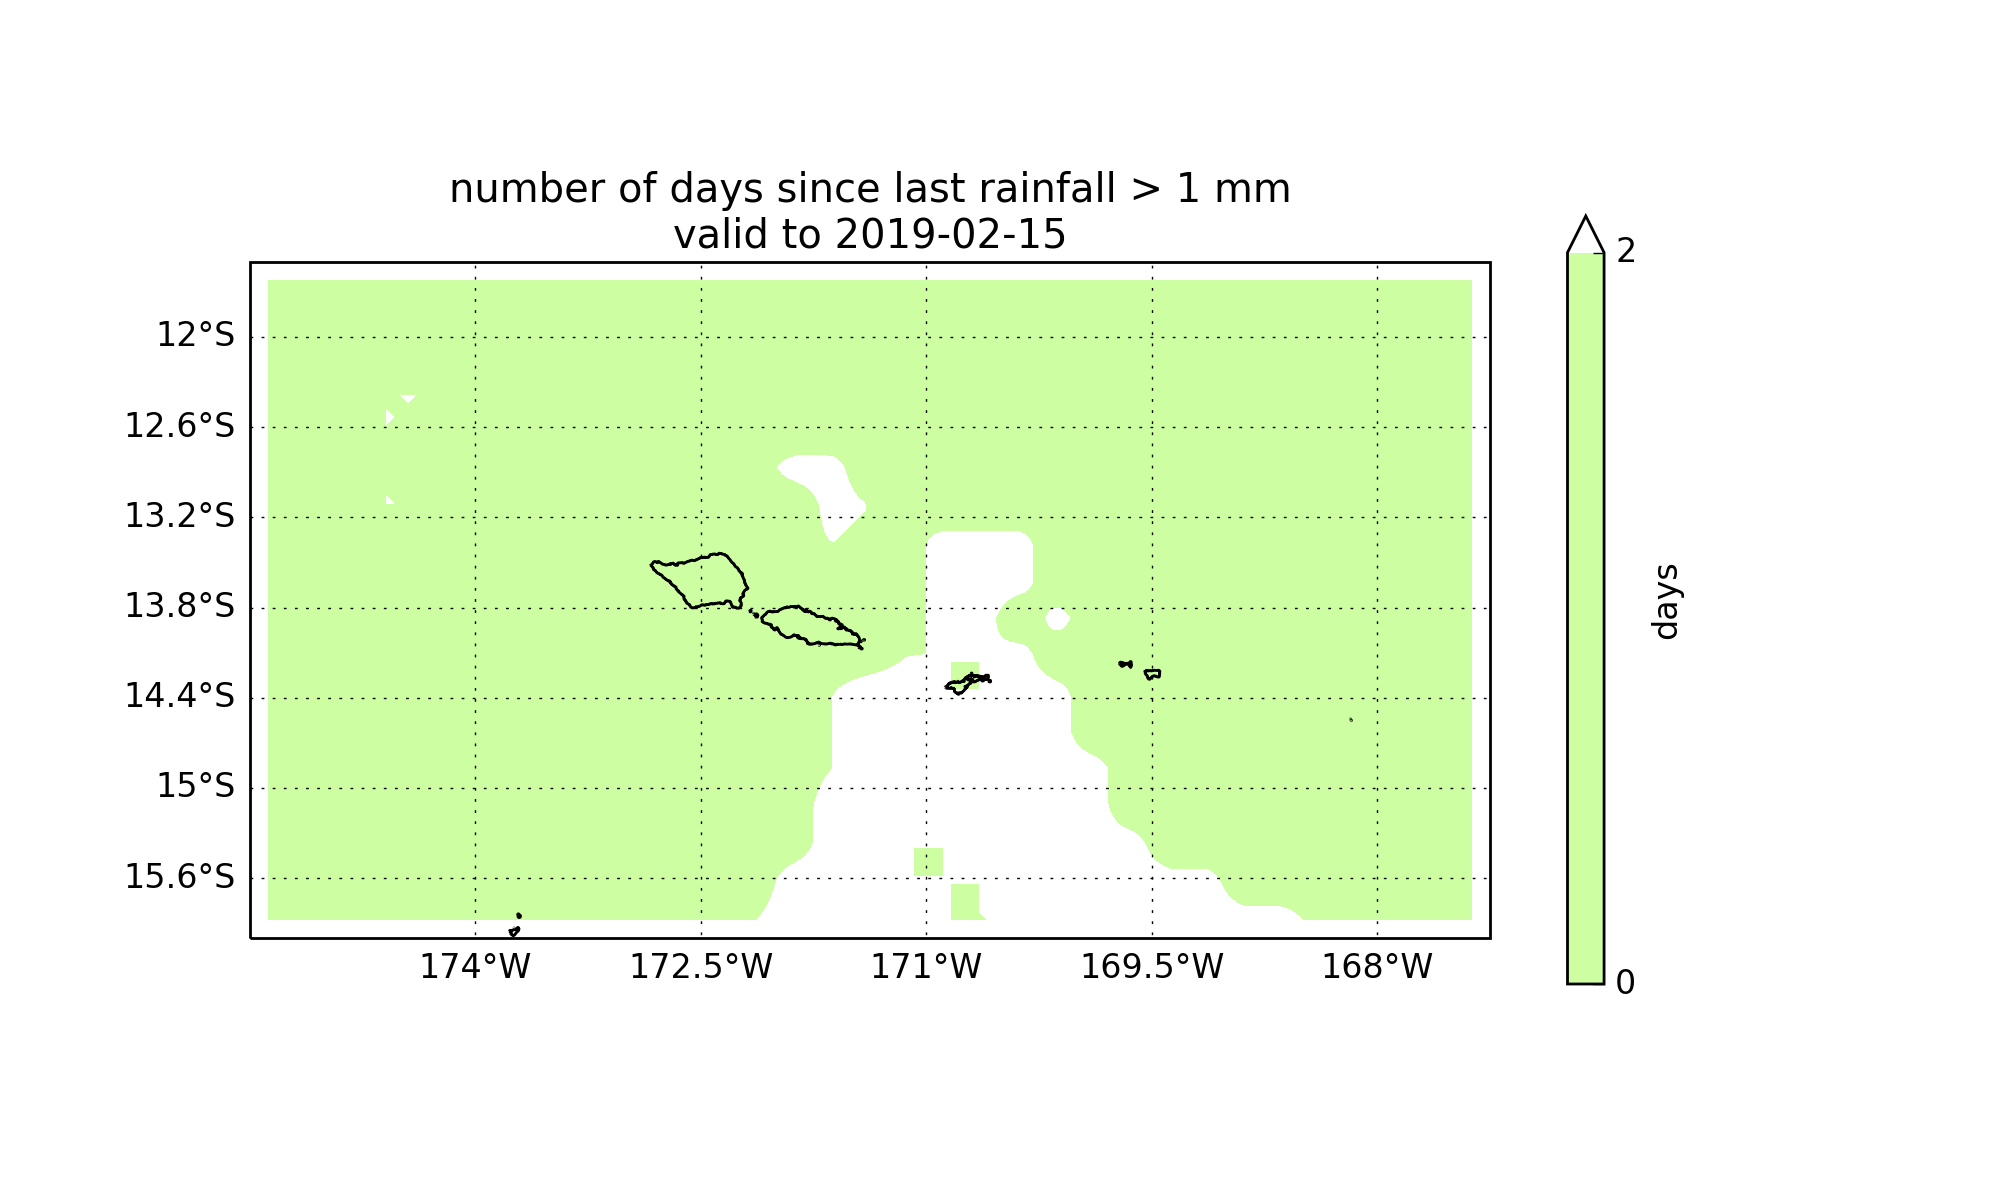 number of days since last rainfall > 1 mm
valid to 2019-02-15
2
12°S
12.6°S
13.2°S
13.8°S
14.4°S
15°S
15.6°S
days
174°W
172.5°W
171°W
169.5°W
168°W
0